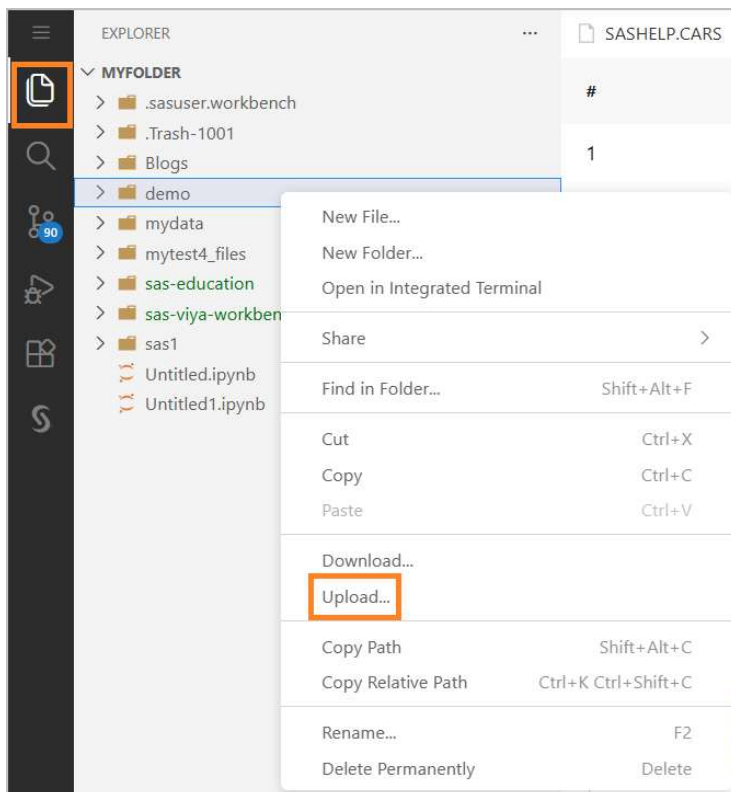 EXPLORER
...
SASHELP.CARS
MYFOLDER
#
.sasuser.workbench
.Trash-1001
1
Blogs
demo
mydata
mytest4_files
sas-education
sas-viya-workben
sas1
Untitled.ipynb
Untitled1.ipynb
90
New File...
New Folder...
Open in Integrated Terminal
Share
Find in Folder... Shift+Alt+F
Cut Ctrl+X
Copy Ctrl+C
Paste Ctrl+V
Download...
Upload...
Copy Path Shift+Alt+C
Copy Relative Path Ctrl+K Ctrl+Shift+C
Rename... F2
Delete Permanently Delete